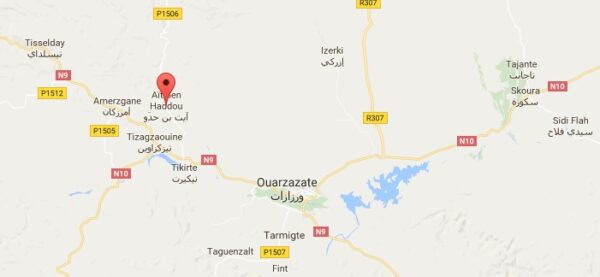 P1506
R307
Tisselday
تيسلداي
N9
Izerki
إزركي
Tajante
تاجانت
P1512
Ait Ben
Haddou
آيت بن حدو
N10
Skoura
سكورة
Amerzgane
أمرزكان
P1505
R307
Sidi Flah
سيدي فلاح
Tizagzaouine
تيزكزاوين
N10
N9
Tikirte
تيكيرت
N10
Ouarzazate
ورزازات
N9
Tarmigte
Taguenzalt
P1507
Fint